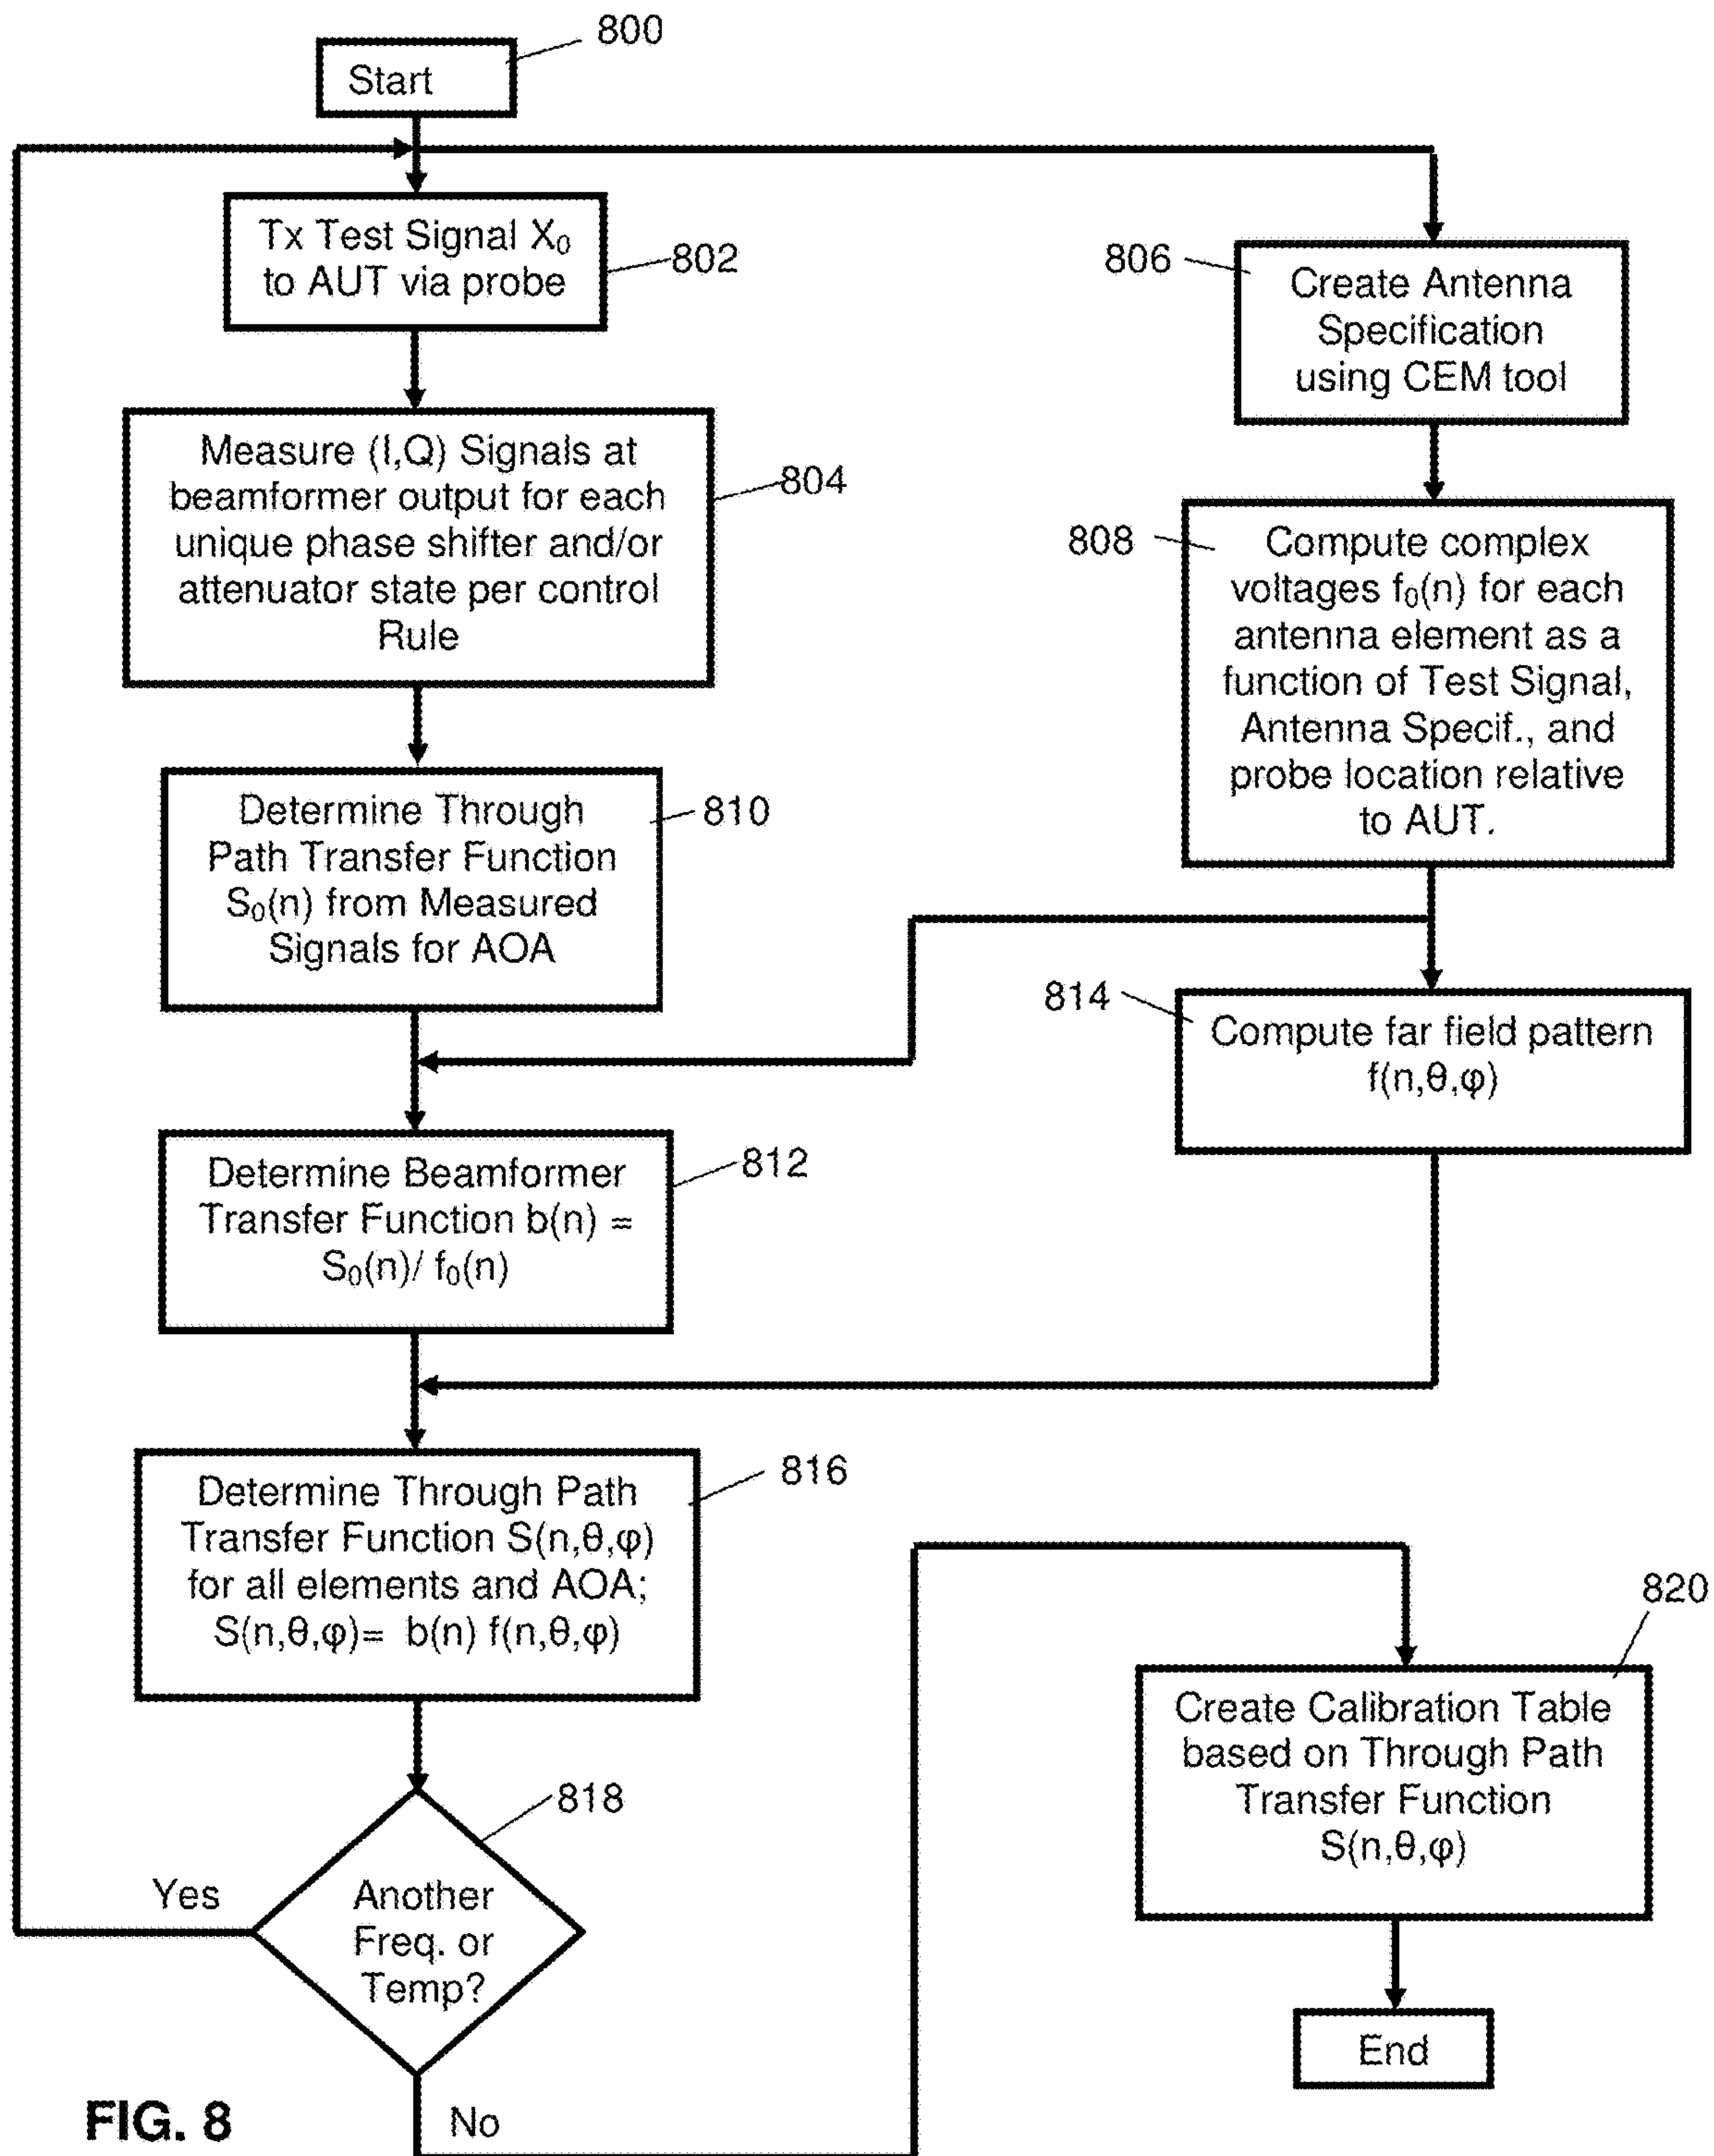 800
Start
Tx Test Signal X₀
to AUT via probe
802
806
Create Antenna
Specification
using CEM tool
Measure (I,Q) Signals at
beamformer output for each
unique phase shifter and/or
attenuator state per control
Rule
804
808
Compute complex
voltages f₀(n) for each
antenna element as a
function of Test Signal,
Antenna Specif., and
probe location relative
to AUT.
Determine Through
Path Transfer Function
S₀(n) from Measured
Signals for AOA
810
814
Compute far field pattern
f(n,θ,φ)
Determine Beamformer
Transfer Function b(n) =
S₀(n)/ f₀(n)
812
Determine Through Path
Transfer Function S(n,θ,φ)
for all elements and AOA;
S(n,θ,φ)= b(n) f(n,θ,φ)
816
820
Create Calibration Table
based on Through Path
Transfer Function
S(n,θ,φ)
818
Another
Freq. or
Temp?
Yes
No
End
FIG. 8